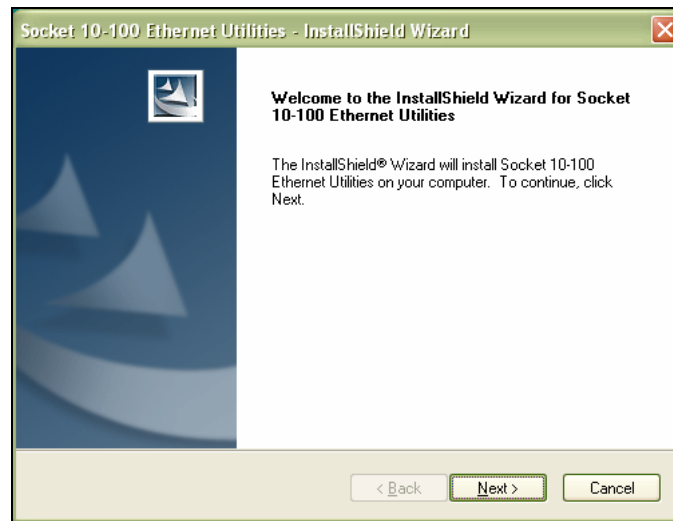 Socket 10-100 Ethernet Utilities - InstallShield Wizard
Welcome to the InstallShield Wizard for Socket
10-100 Ethernet Utilities
The InstallShield® Wizard will install Socket 10-100
Ethernet Utilities on your computer. To continue, click
Next.
< Back
Next >
Cancel